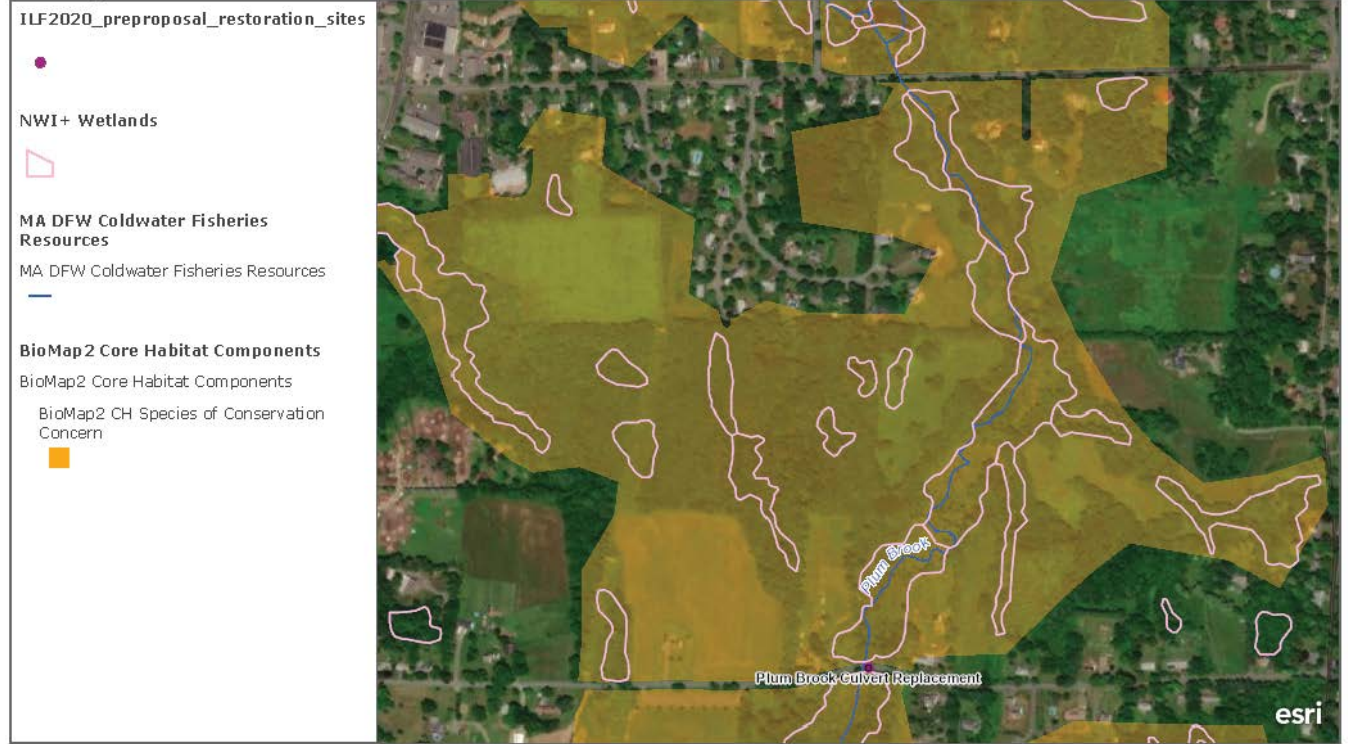 ILF2020_preproposal_restoration_sites
NWI+ Wetlands
MA DFW Coldwater Fisheries
Resources
MA DFW Coldwater Fisheries Resources
BioMap2 Core Habitat Components
BioMap2 Core Habitat Components
BioMap2 CH Species of Conservation
Concern
Plum Brook
Plum Brook Culvert Replacement
esri